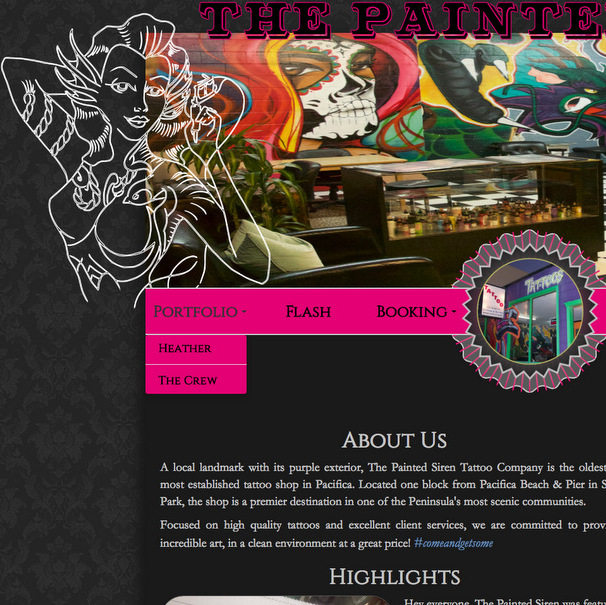 THE PAINTE
TATTOOS
TATTOO
PORTFOLIO
FLASH
BOOKING
HEATHER
THE CREW
ABOUT US
A local landmark with its purple exterior, The Painted Siren Tattoo Company is the oldest
most established tattoo shop in Pacifica. Located one block from Pacifica Beach & Pier in S
Park, the shop is a premier destination in one of the Peninsula's most scenic communities.
Focused on high quality tattoos and excellent client services, we are committed to prov
incredible art, in a clean environment at a great price! #comeandgetsome
HIGHLIGHTS
Hey everyone, The Painted Siren was featur